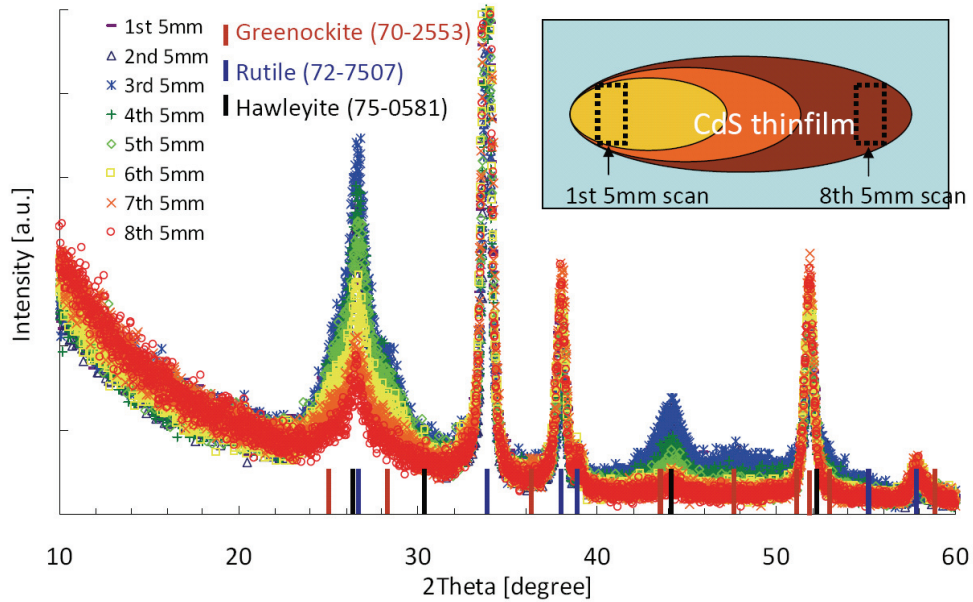 1st 5mm
2nd 5mm
3rd 5mm
4th 5mm
5th 5mm
6th 5mm
7th 5mm
8th 5mm
Greenockite (70-2553)
Rutile (72-7507)
Hawleyite (75-0581)
CdS thinfilm
1st 5mm scan
8th 5mm scan
Intensity [a.u.]
10 20 30 40 50 60
2Theta [degree]